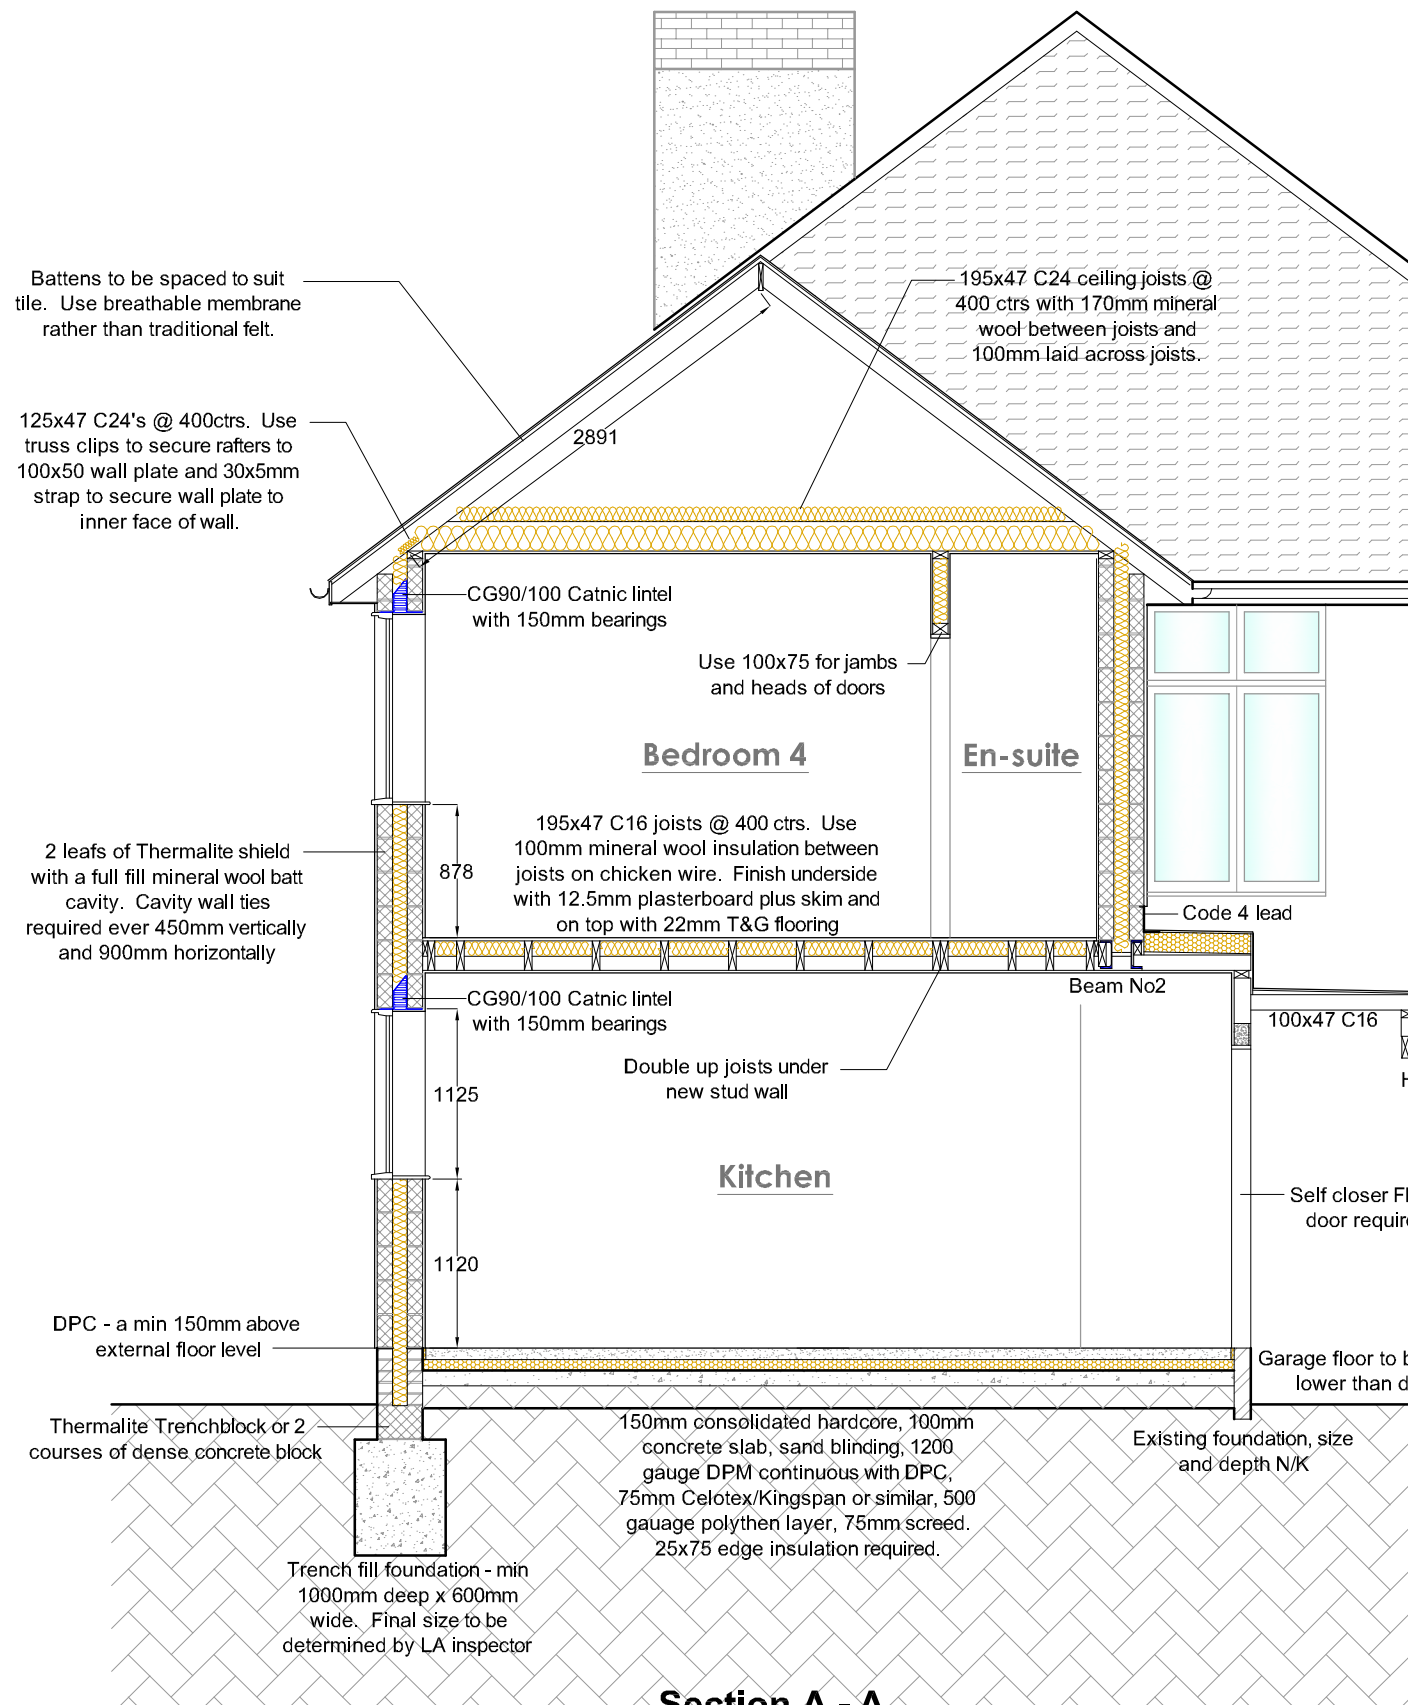 Battens to be spaced to suit
tile. Use breathable membrane
rather than traditional felt.
195x47 C24 ceiling joists @
400 ctrs with 170mm mineral
wool between joists and
100mm laid across joists.
125x47 C24's @ 400ctrs. Use
truss clips to secure rafters to
100x50 wall plate and 30x5mm
strap to secure wall plate to
inner face of wall.
2891
CG90/100 Catnic lintel
with 150mm bearings
Use 100x75 for jambs
and heads of doors
Bedroom 4
En-suite
195x47 C16 joists @ 400 ctrs. Use
100mm mineral wool insulation between
joists on chicken wire. Finish underside
with 12.5mm plasterboard plus skim and
on top with 22mm T&G flooring
878
2 leafs of Thermalite shield
with a full fill mineral wool batt
cavity. Cavity wall ties
required ever 450mm vertically
and 900mm horizontally
Code 4 lead
Beam No2
CG90/100 Catnic lintel
with 150mm bearings
100x47 C16
H
Double up joists under
new stud wall
1125
Kitchen
Self closer F
door requir
1120
DPC - a min 150mm above
external floor level
Garage floor to b
lower than d
Thermalite Trenchblock or 2
courses of dense concrete block
150mm consolidated hardcore, 100mm
concrete slab, sand blinding, 1200
gauge DPM continuous with DPC,
75mm Celotex/Kingspan or similar, 500
gauage polythen layer, 75mm screed.
25x75 edge insulation required.
Existing foundation, size
and depth N/K
Trench fill foundation - min
1000mm deep x 600mm
wide. Final size to be
determined by LA inspector
Section A - A